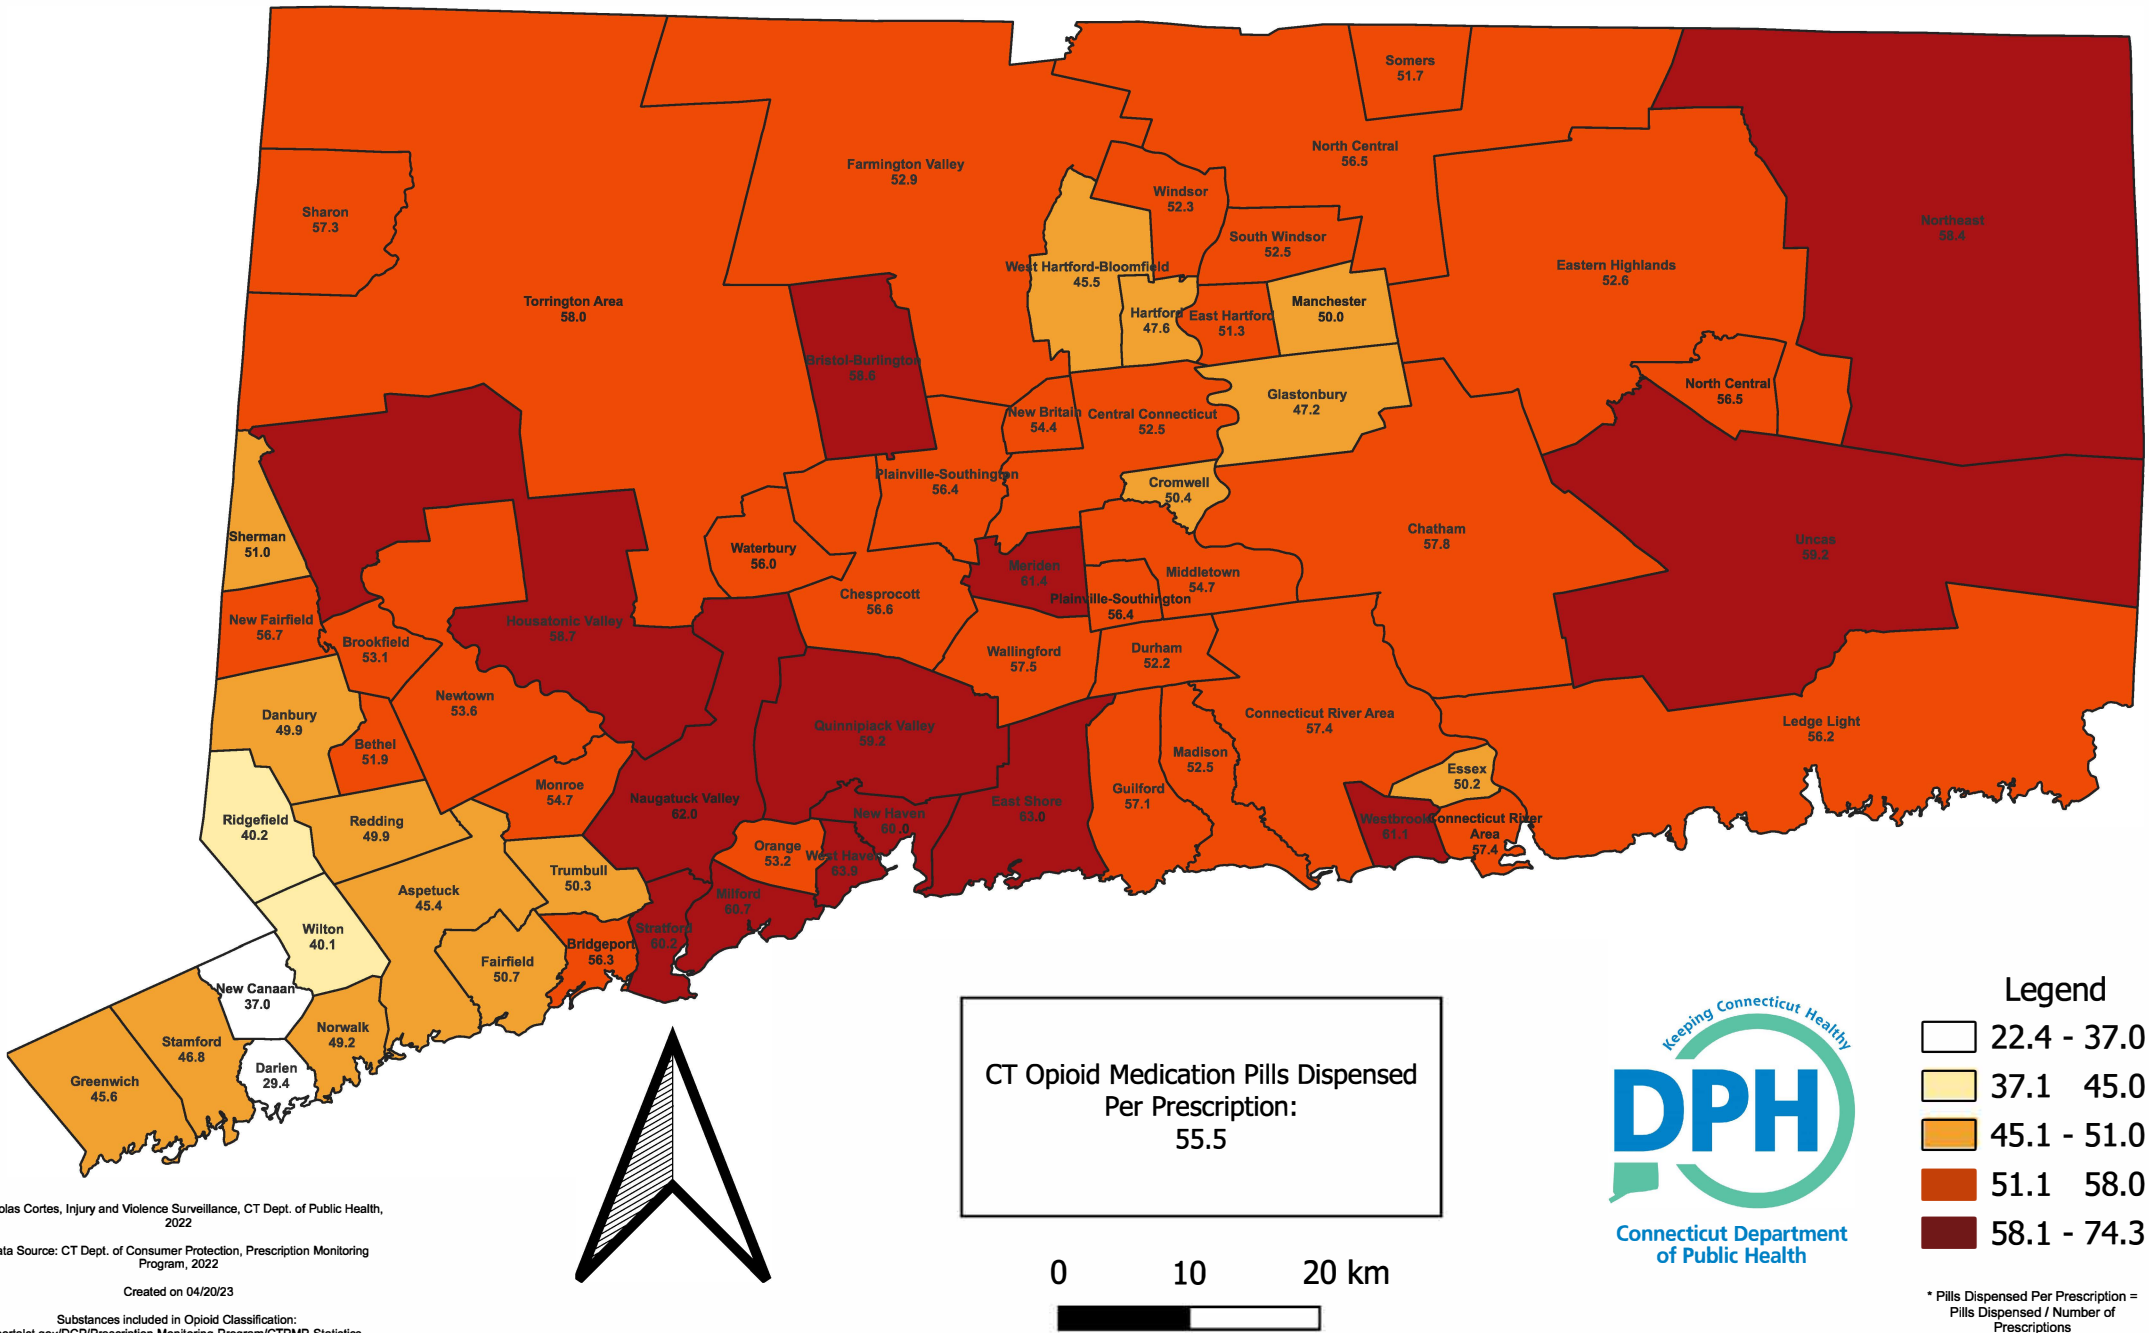 Somers
51.7
North Central
56.5
Farmington Valley
52.9
Windsor
52.3
Sharon
57.3
Northeast
58.4
South Windsor
52.5
West Hartford-Bloomfield
45.5
Eastern Highlands
52.6
Torrington Area
58.0
Hartford
47.6
East Hartford
51.3
Manchester
50.0
Bristol-Burlington
58.6
North Central
56.5
Glastonbury
47.2
New Britain
54.4
Central Connecticut
52.5
Plainville-Southington
56.4
Cromwell
50.4
Sherman
51.0
Chatham
57.8
Uncas
59.2
Waterbury
56.0
Meriden
61.4
Middletown
54.7
Chesprocott
56.6
Plainville-Southington
56.4
New Fairfield
56.7
Housatonic Valley
58.7
Brookfield
53.1
Wallingford
57.5
Durham
52.2
Newtown
53.6
Danbury
49.9
Connecticut River Area
57.4
Quinnipiack Valley
59.2
Ledge Light
56.2
Bethel
51.9
Madison
52.5
Essex
50.2
Monroe
54.7
Naugatuck Valley
62.0
Guilford
57.1
East Shore
63.0
New Haven
60.0
Ridgefield
40.2
Redding
49.9
Westbrook
61.1
Connecticut River
Area
57.4
Orange
53.2
West Haven
63.9
Trumbull
50.3
Aspetuck
45.4
Milford
60.7
Wilton
40.1
Stratford
60.2
Bridgeport
56.3
Fairfield
50.7
New Canaan
37.0
Norwalk
49.2
Stamford
46.8
Darien
29.4
Greenwich
45.6
CT Opioid Medication Pills Dispensed
Per Prescription:
55.5
0 10 20 km
Keeping Connecticut Healthy
DPH
Connecticut Department
of Public Health
Legend
22.4 - 37.0
37.1 45.0
45.1 - 51.0
51.1 58.0
58.1 - 74.3
* Pills Dispensed Per Prescription =
Pills Dispensed / Number of
Prescriptions
olas Cortes, Injury and Violence Surveillance, CT Dept. of Public Health,
2022
ata Source: CT Dept. of Consumer Protection, Prescription Monitoring
Program, 2022
Created on 04/20/23
Substances included in Opioid Classification: